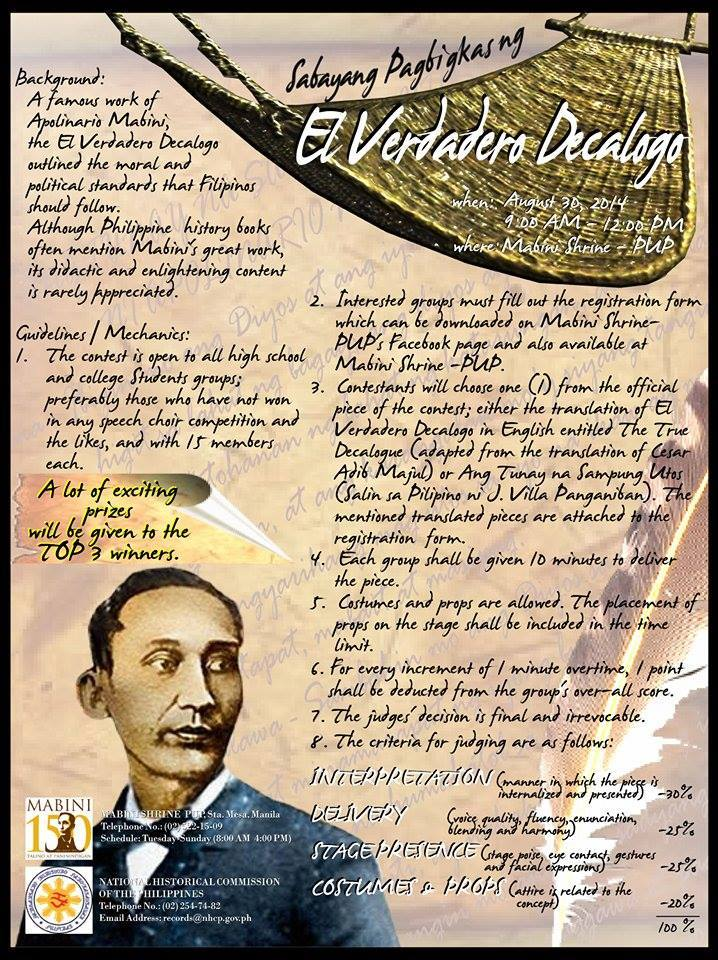 Sabayang Pagbigkas ng
El Verdadero Decalogo
when: August 30, 2014
9:00 AM - 12:00 PM
where: Mabini Shrine - PUP
Background:
A famous work of
Apolinario Mabini,
the El Verdadero Decalogo
outlined the moral and
political standards that Filipinos
should follow.
Although Philippine history books
often mention Mabini's great work,
its didactic and enlightening content
is rarely appreciated.
Guidelines / Mechanics:
1. The contest is open to all high school
and college Students groups;
preferably those who have not won
in any speech choir competition and
the likes, and with 15 members
each.
A lot of exciting
prizes
will be given to the
TOP 3 winners.
2. Interested groups must fill out the registration form
which can be downloaded on Mabini Shrine-
PUP's Facebook page and also available at
Mabini Shrine -PUP.
3. Contestants will choose one (1) from the official
piece of the contest; either the translation of El
Verdadero Decalogo in English entitled The True
Decalogue (adapted from the translation of Cesar
Adib Majul) or Ang Tunay na Sampung Utos
(Salin sa Pilipino ni J. Villa Panganiban). The
mentioned translated pieces are attached to the
registration form.
4. Each group shall be given 10 minutes to deliver
the piece.
5. Costumes and props are allowed. The placement of
props on the stage shall be included in the time
limit.
6. For every increment of 1 minute overtime, 1 point
shall be deducted from the group's over-all score.
7. The judges' decision is final and irrevocable.
8. The criteria for judging are as follows:
INTERPRETATION (manner in which the piece is
internalized and presented) -30%
DELIVERY (voice quality, fluency, enunciation,
blending and harmony) -25%
STAGE PRESENCE (stage poise, eye contact, gestures
and facial expressions) -25%
COSTUMES & PROPS (attire is related to the
concept) -20%
100 %
MABINI
150
TALINO AT PANININDIGAN
MABINI SHRINE PUP, Sta. Mesa, Manila
Telephone No.: (02) 522-15-09
Schedule: Tuesday-Sunday (8:00 AM 4:00 PM)
NATIONAL HISTORICAL COMMISSION
OF THE PHILIPPINES
Telephone No.: (02) 254-74-82
Email Address: records@nhcp.gov.ph